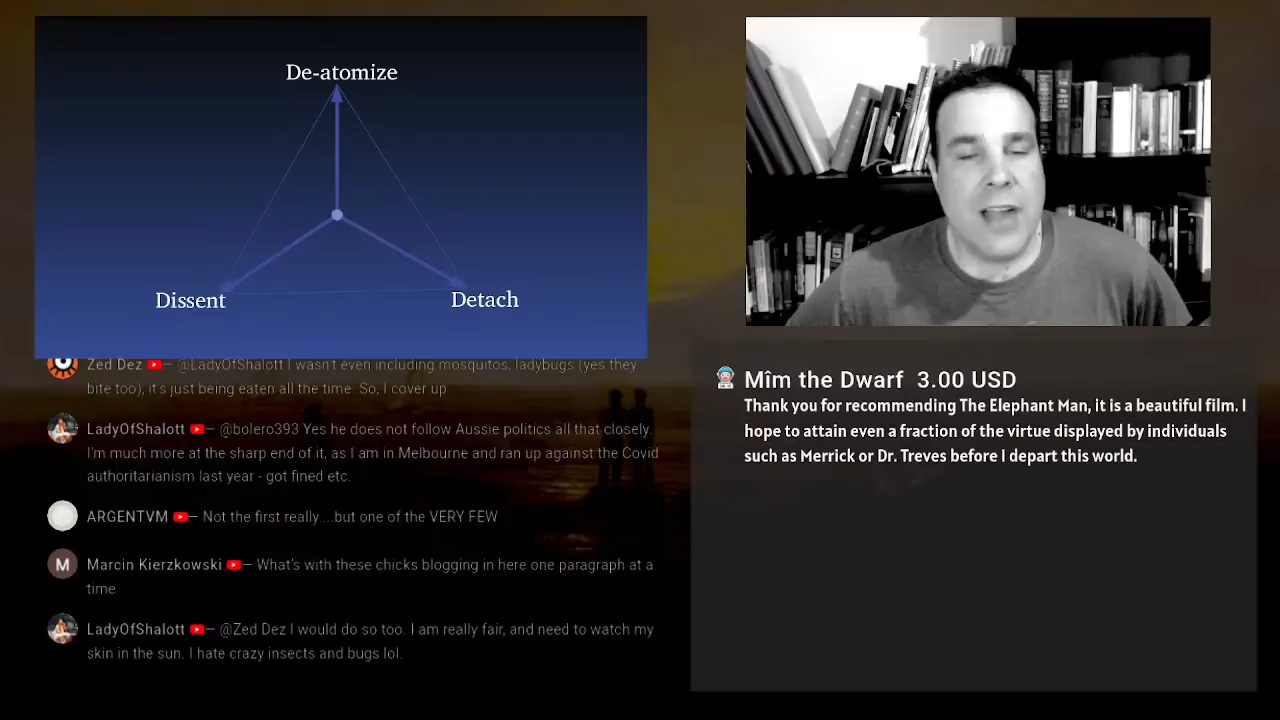 De-atomize
Dissent
Detach
Zed Dez — @LadyOfShalott I wasn't even including mosquitos. ladybugs (yes they
bite too), it's just being eaten all the time. So, I cover up
LadyOfShalott — @bolero393 Yes he does not follow Aussie politics all that closely.
I'm much more at the sharp end of it, as I am in Melbourne and ran up against the Covid
authoritarianism last year - got fined etc.
ARGENTVM — Not the first really ...but one of the VERY FEW
M
Marcin Kierzkowski — What's with these chicks blogging in here one paragraph at a
time
LadyOfShalott — @Zed Dez I would do so too. I am really fair, and need to watch my
skin in the sun. I hate crazy insects and bugs lol.
Mîm the Dwarf 3.00 USD
Thank you for recommending The Elephant Man, it is a beautiful film. I
hope to attain even a fraction of the virtue displayed by individuals
such as Merrick or Dr. Treves before I depart this world.